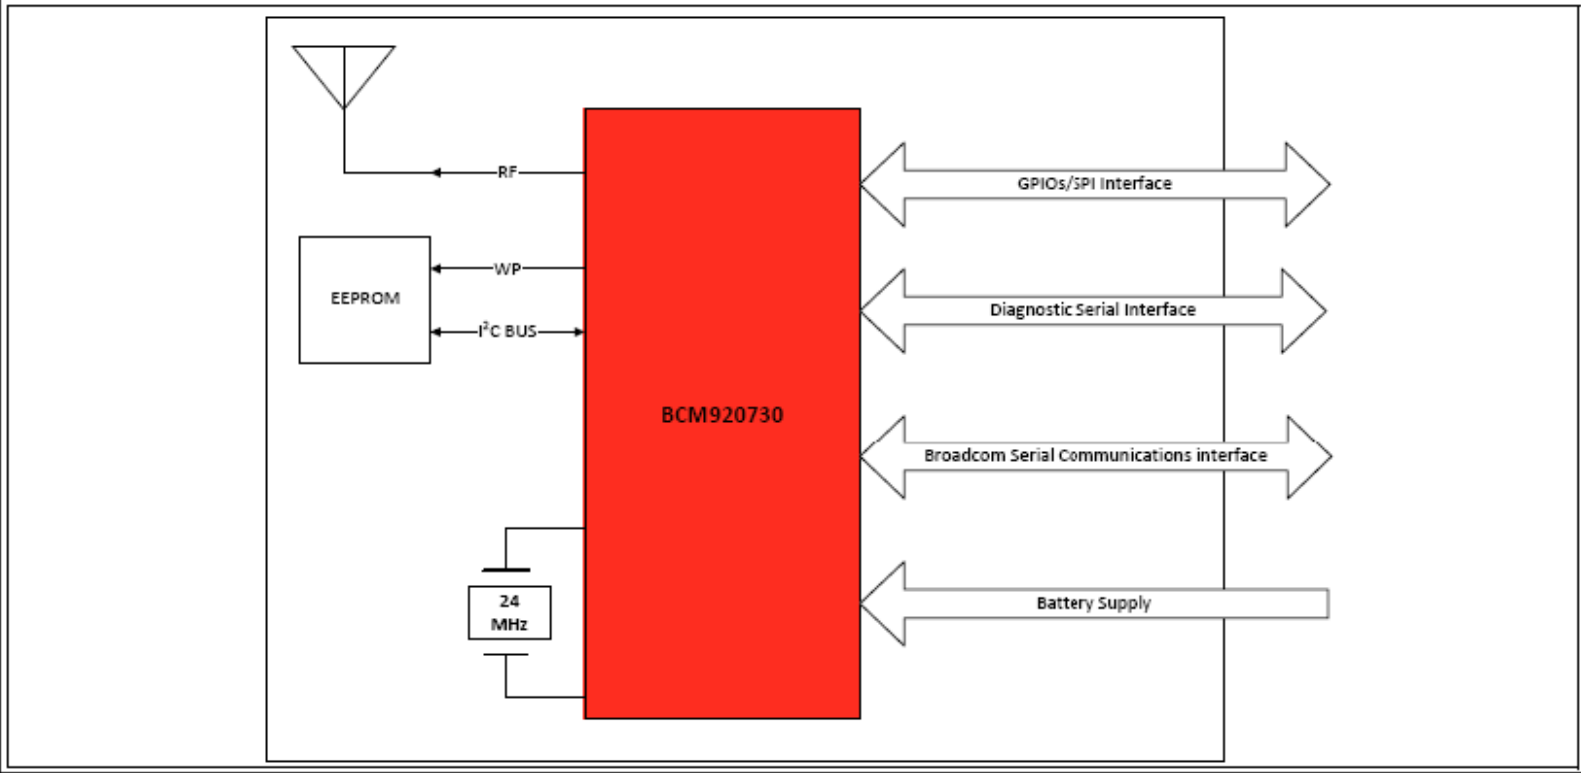 RF
GPIOs/SPI Interface
WP
EEPROM
I²C BUS
Diagnostic Serial Interface
BCM920730
Broadcom Serial Communications interface
24
MHz
Battery Supply